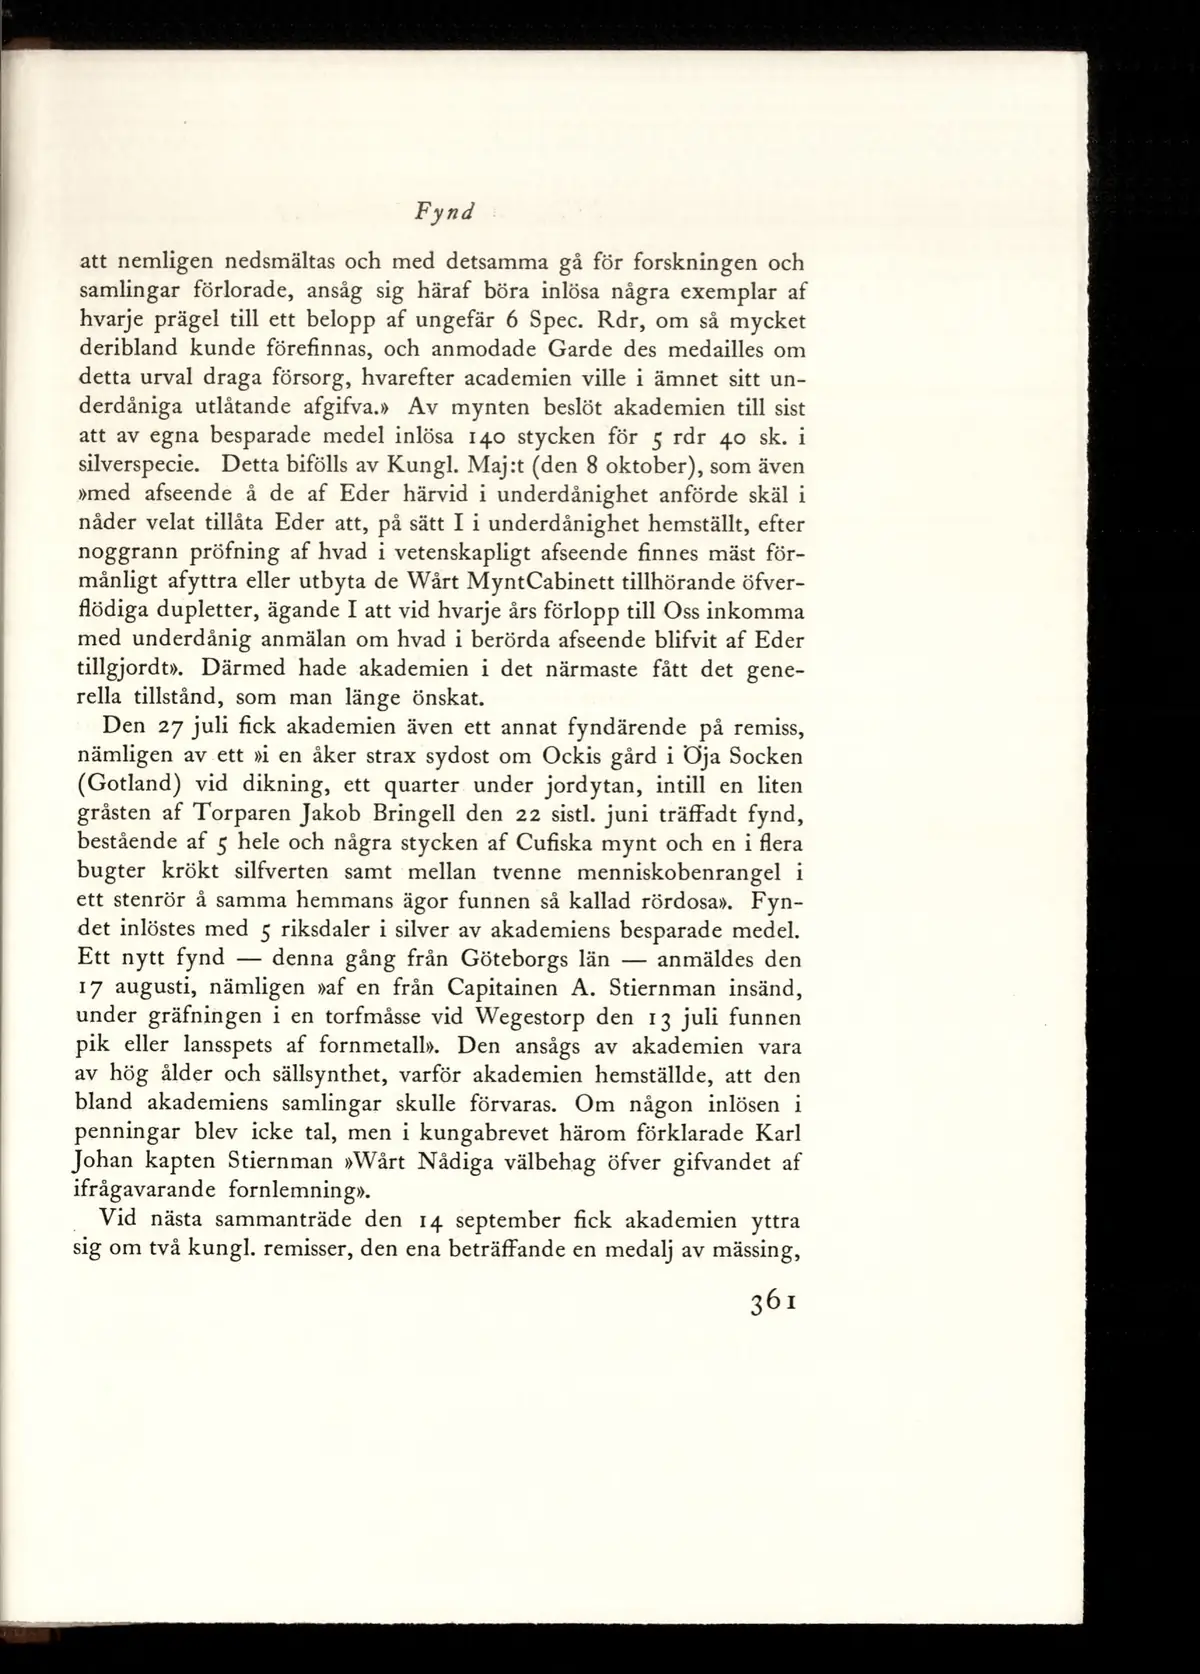 Fynd
att nemligen nedsmältas och med detsamma gå för forskningen och
samlingar förlorade, ansåg sig häraf böra inlösa några exemplar af
hvarje prägel till ett belopp af ungefär 6 Spec. Rdr, om så mycket
deribland kunde förefinnas, och anmodade Garde des medailles om
detta urval draga försorg, hvarefter academien ville i ämnet sitt un-
derdåniga utlåtande afgifva.» Av mynten beslöt akademien till sist
att av egna besparade medel inlösa 140 stycken för 5 rdr 40 sk. i
silverspecie. Detta bifölls av Kungl. Maj:t (den 8 oktober), som även
»med afseende å de af Eder härvid i underdånighet anförde skäl i
nåder velat tillåta Eder att, på sätt I i underdånighet hemställt, efter
noggrann pröfning af hvad i vetenskapligt afseende finnes mäst för-
månligt afyttra eller utbyta de Wårt MyntCabinett tillhörande öfver-
flödiga dupletter, ägande I att vid hvarje års förlopp till Oss inkomma
med underdånig anmälan om hvad i berörda afseende blifvit af Eder
tillgjordt». Därmed hade akademien i det närmaste fått det gene-
rella tillstånd, som man länge önskat.
Den 27 juli fick akademien även ett annat fyndärende på remiss,
nämligen av ett »i en åker strax sydost om Ockis gård i Öja Socken
(Gotland) vid dikning, ett quarter under jordytan, intill en liten
gråsten af Torparen Jakob Bringell den 22 sistl. juni träffadt fynd,
bestående af 5 hele och några stycken af Cufiska mynt och en i flera
bugter krökt silfverten samt mellan tvenne menniskobenrangel i
ett stenrör å samma hemmans ägor funnen så kallad rördosa». Fyn-
det inlöstes med 5 riksdaler i silver av akademiens besparade medel.
Ett nytt fynd — denna gång från Göteborgs län — anmäldes den
17 augusti, nämligen »af en från Capitainen A. Stiernman insänd,
under gräfningen i en torfmåsse vid Wegestorp den 13 juli funnen
pik eller lansspets af fornmetall». Den ansågs av akademien vara
av hög ålder och sällsynthet, varför akademien hemställde, att den
bland akademiens samlingar skulle förvaras. Om någon inlösen i
penningar blev icke tal, men i kungabrevet härom förklarade Karl
Johan kapten Stiernman »Wårt Nådiga välbehag öfver gifvandet af
ifrågavarande fornlemning».
Vid nästa sammanträde den 14 september fick akademien yttra
sig om två kungl. remisser, den ena beträffande en medalj av mässing,
361